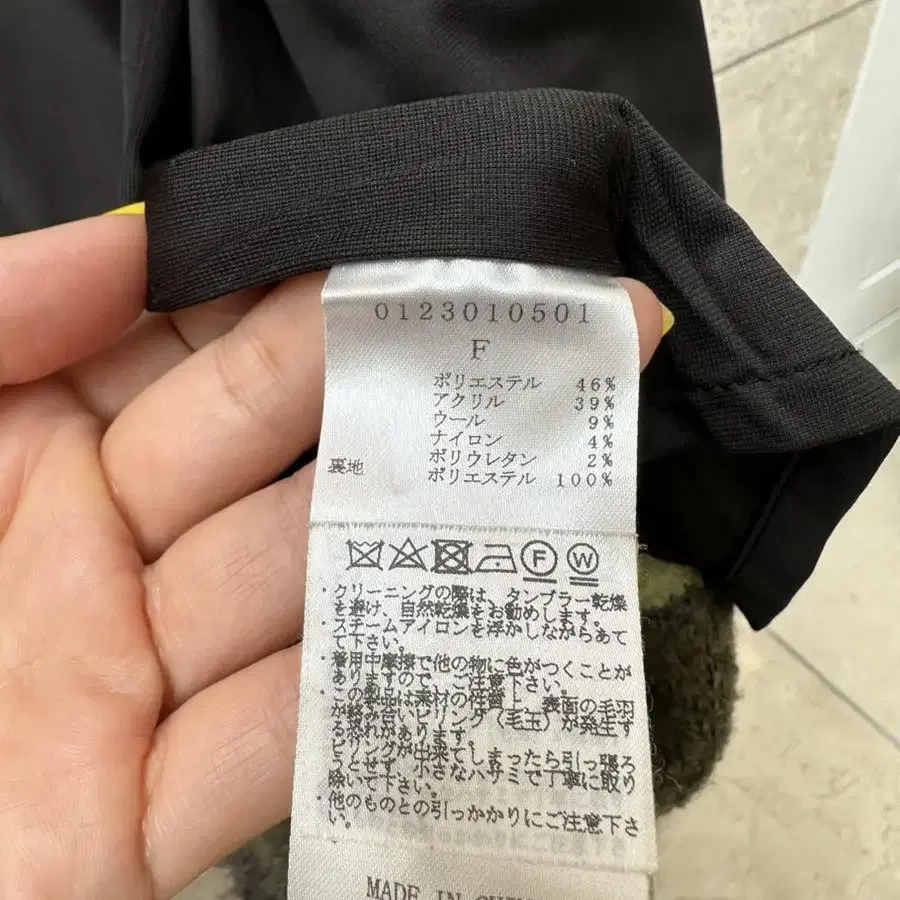 0123010501
F
ポリエステル 46%
アクリル 39%
ウール 9%
ナイロン 4%
ポリウレタン 2%
裏地 ポリエステル 100%
F W
・クリーニングの際は、タンブラー乾燥
を避け、自然乾燥をお勧めします。
・スチームアイロンを浮かしながらあて
て下さい。
・着用中摩擦で他の物に色がつくことが
ありますので、ご注意下さい。
・この製品は素材の性質上、表面の毛羽
が絡み合いピリング(毛玉)が発生す
る恐れがあります。
ピリングが出来てしまったら引っ張ろ
うとせず、小さなハサミで丁寧に取り
除いて下さい。
・他のものとの引っかかりにご注意下さ
い。
MADE IN